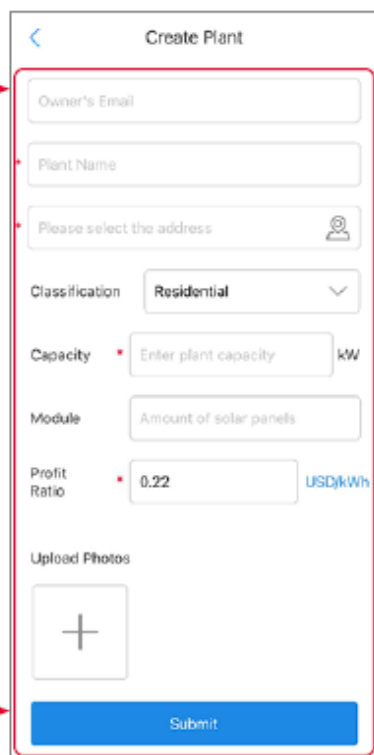 Create Plant
Owner's Email
* Plant Name
* Please select the address
Classification Residential
Capacity * Enter plant capacity kW
Module Amount of solar panels
Profit
Ratio * 0.22 USD/kWh
Upload Photos
Submit